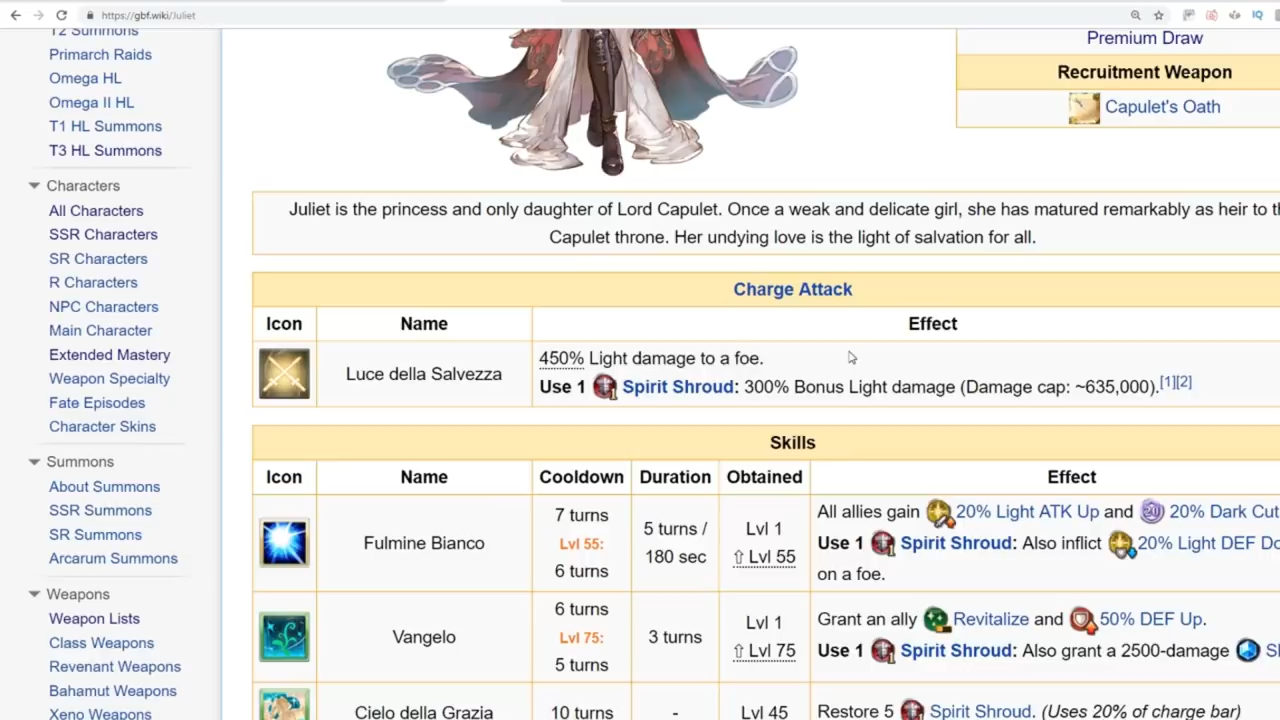 https://gbf.wiki/Juliet
T2 Summons
Primarch Raids
Omega HL
Omega II HL
T1 HL Summons
T3 HL Summons
Characters
All Characters
SSR Characters
SR Characters
R Characters
NPC Characters
Main Character
Extended Mastery
Weapon Specialty
Fate Episodes
Character Skins
Summons
About Summons
SSR Summons
SR Summons
Arcarum Summons
Weapons
Weapon Lists
Class Weapons
Revenant Weapons
Bahamut Weapons
Xeno Weapons
Premium Draw
Recruitment Weapon
Capulet's Oath
Juliet is the princess and only daughter of Lord Capulet. Once a weak and delicate girl, she has matured remarkably as heir to th
Capulet throne. Her undying love is the light of salvation for all.
Charge Attack
Icon Name Effect
Luce della Salvezza
450% Light damage to a foe.
Use 1 Spirit Shroud: 300% Bonus Light damage (Damage cap: ~635,000).[1][2]
Skills
Icon Name Cooldown Duration Obtained Effect
Fulmine Bianco
7 turns
Lvl 55:
6 turns
5 turns /
180 sec
Lvl 1
⇧ Lvl 55
All allies gain 20% Light ATK Up and 20% Dark Cut
Use 1 Spirit Shroud: Also inflict 20% Light DEF Do
on a foe.
Vangelo
6 turns
Lvl 75:
5 turns
3 turns
Lvl 1
⇧ Lvl 75
Grant an ally Revitalize and 50% DEF Up.
Use 1 Spirit Shroud: Also grant a 2500-damage S
Cielo della Grazia
10 turns
-
Lvl 45
Restore 5 Spirit Shroud. (Uses 20% of charge bar)